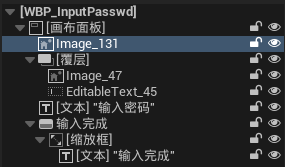 [WBP_InputPasswd]
[画布面板]
Image_131
[覆层]
Image_47
EditableText_45
[文本] "输入密码"
输入完成
[缩放框]
[文本] "输入完成"